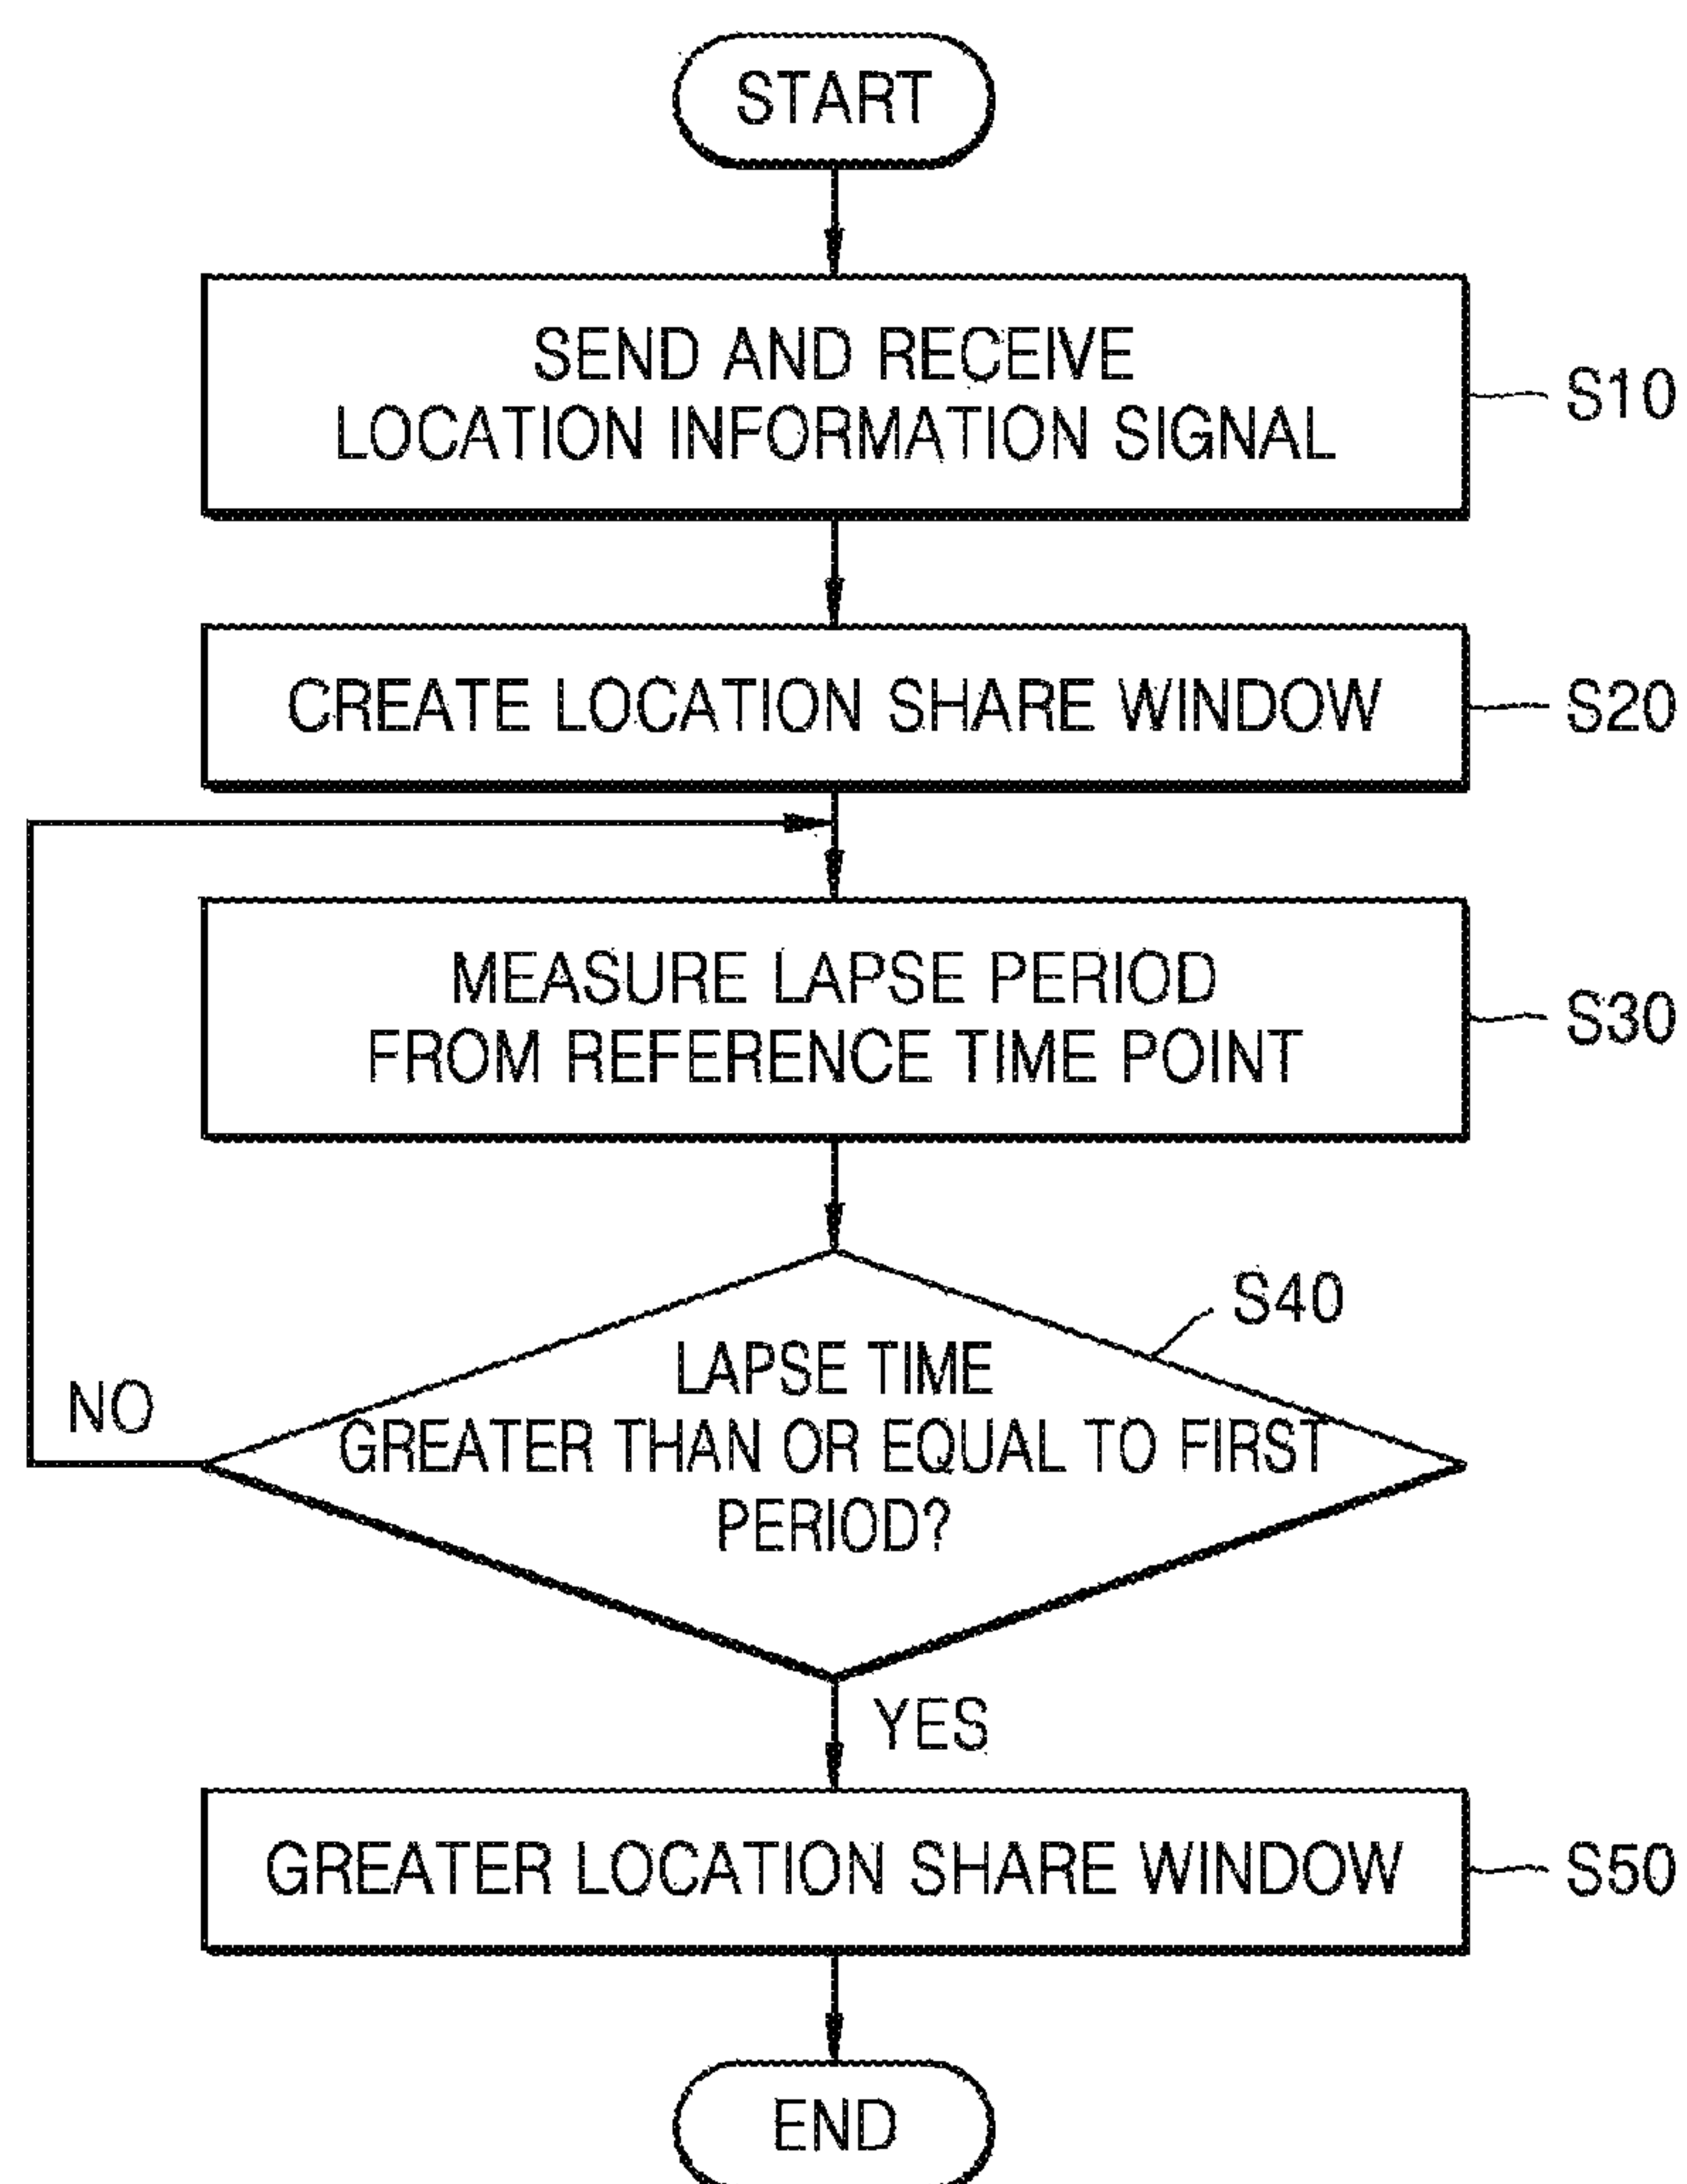 START
SEND AND RECEIVE
LOCATION INFORMATION SIGNAL
S10
CREATE LOCATION SHARE WINDOW
S20
MEASURE LAPSE PERIOD
FROM REFERENCE TIME POINT
S30
S40
LAPSE TIME
GREATER THAN OR EQUAL TO FIRST
PERIOD?
NO
YES
GREATER LOCATION SHARE WINDOW
S50
END